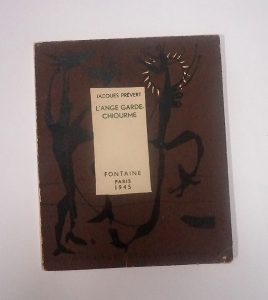 JACQUES PRÉVERT
L'ANGE GARDE-
CHIOURME
FONTAINE
PARIS
1945